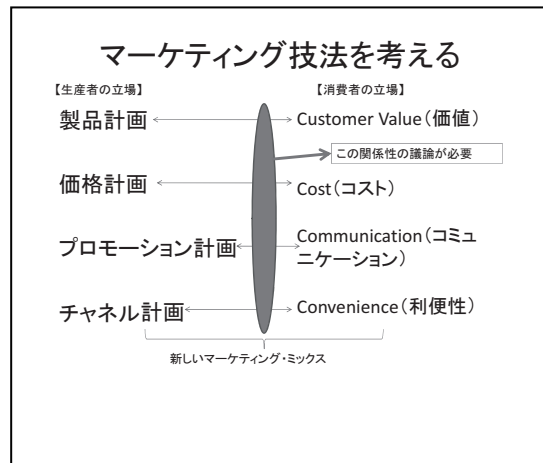 マーケティング技法を考える
【生産者の立場】
【消費者の立場】
製品計画
Customer Value(価値)
この関係性の議論が必要
価格計画
Cost(コスト)
プロモーション計画
Communication(コミュ
ニケーション)
チャネル計画
Convenience(利便性)
新しいマーケティング・ミックス